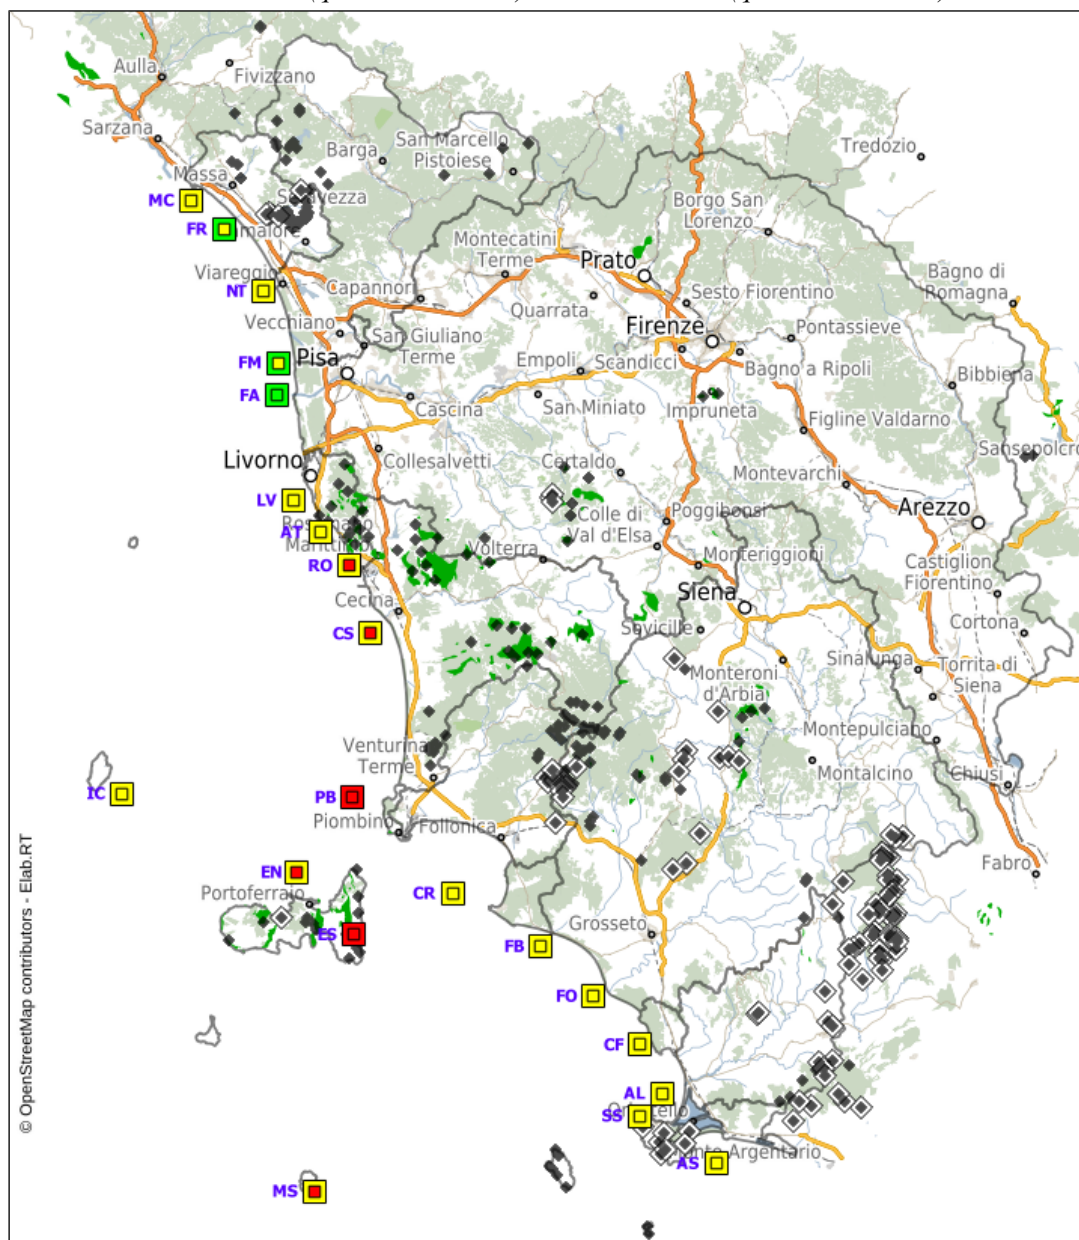 Aulla
Fivizzano
Sarzana
Barga
San Marcello
Pistoiese
Tredozio
Massa
MC
FR
Borgo San
Lorenzo
Montecatini
Terme
Prato
Viareggio
NT
Capannori
Bagno di
Romagna
Quarrata
Sesto Fiorentino
Vecchiano
San Giuliano
Terme
Firenze
Pontassieve
FM
Pisa
Empoli
Scandicci
Bagno a Ripoli
Bibbiena
FA
Cascina
San Miniato
Impruneta
Figline Valdarno
Sansepolcro
Livorno
Collesalvetti
Certaldo
Montevarchi
LV
Poggibonsi
Arezzo
AT
Colle di
Val d'Elsa
Volterra
Monteriggioni
RO
Castiglion
Fiorentino
Cecina
Siena
CS
Sovicille
Cortona
Sinalunga
Torrita di
Siena
Monteroni
d'Arbia
Montepulciano
Venturina
Terme
Montalcino
Chiusi
IC
PB
Piombino
Follonica
Fabro
EN
Portoferraio
CR
ES
FB
Grosseto
FO
CF
AL
SS
AS
MS
© OpenStreetMap contributors - Elab.RT